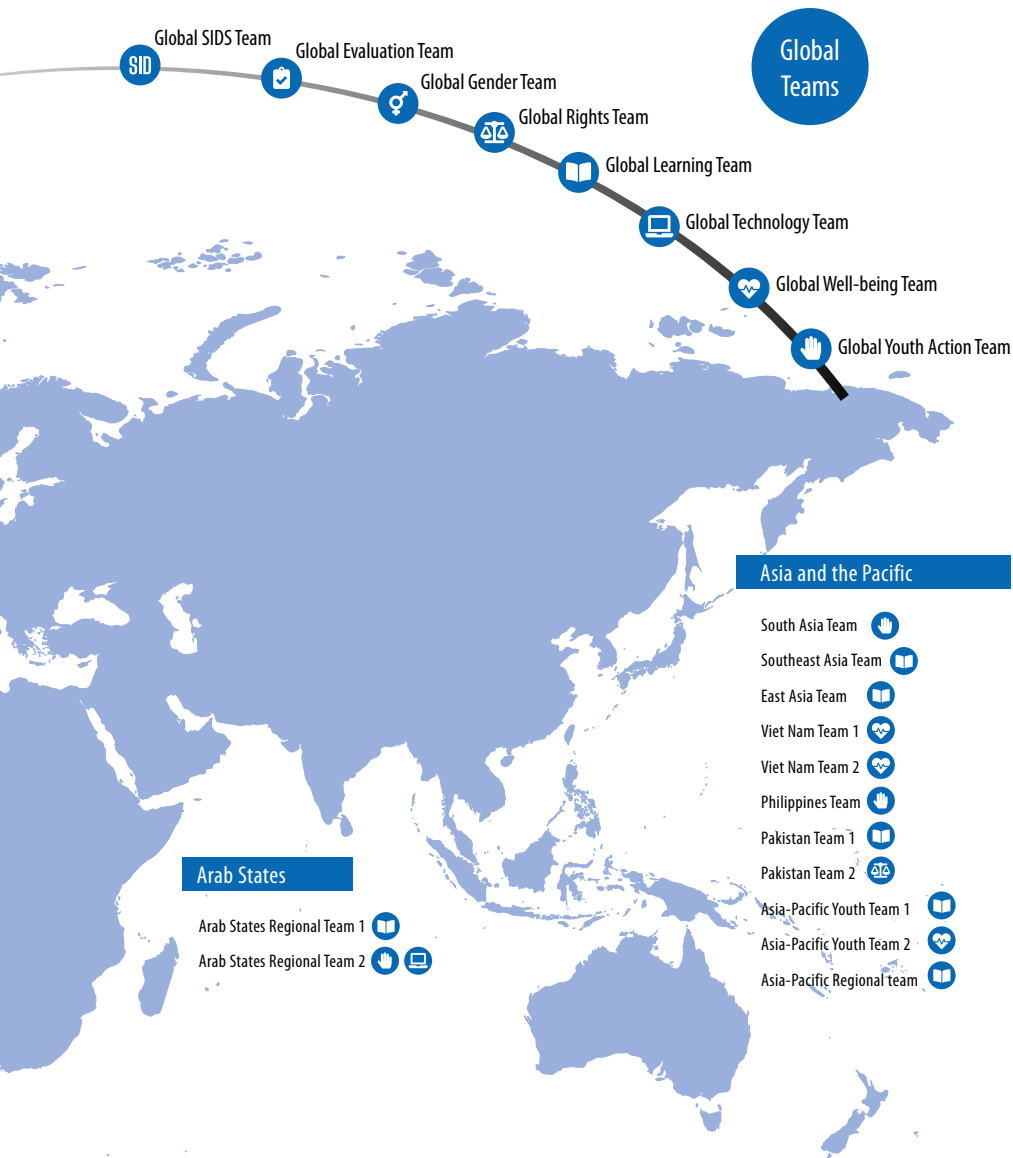 Global SIDS Team
SID
Global Evaluation Team
Global Gender Team
Global Rights Team
Global Learning Team
Global Technology Team
Global Well-being Team
Global Youth Action Team
Global
Teams
Asia and the Pacific
South Asia Team
Southeast Asia Team
East Asia Team
Viet Nam Team 1
Viet Nam Team 2
Philippines Team
Pakistan Team 1
Pakistan Team 2
Asia-Pacific Youth Team 1
Asia-Pacific Youth Team 2
Asia-Pacific Regional team
Arab States
Arab States Regional Team 1
Arab States Regional Team 2